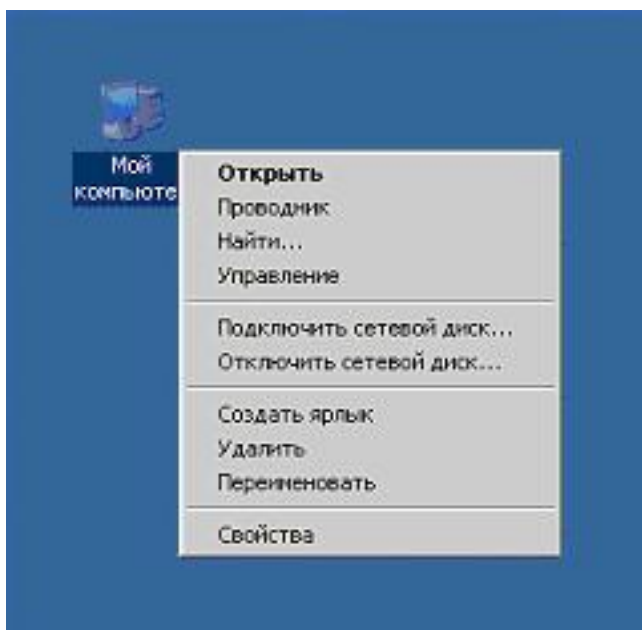 Мой
компьюте
Открыть
Проводник
Найти...
Управление
Подключить сетевой диск...
Отключить сетевой диск...
Создать ярлык
Удалить
Переименовать
Свойства